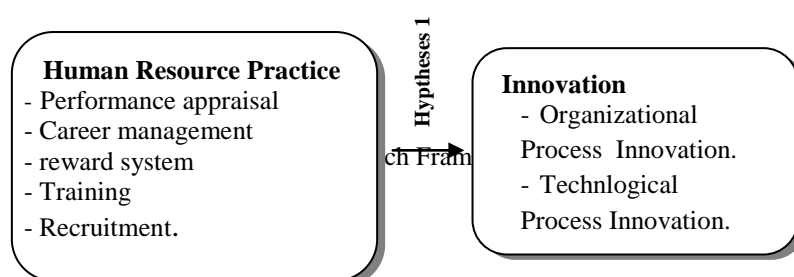 Human Resource Practice
- Performance appraisal
- Career management
- reward system
- Training
- Recruitment.
Hyptheses 1
ch Fram
Innovation
- Organizational
Process Innovation.
- Technlogical
Process Innovation.